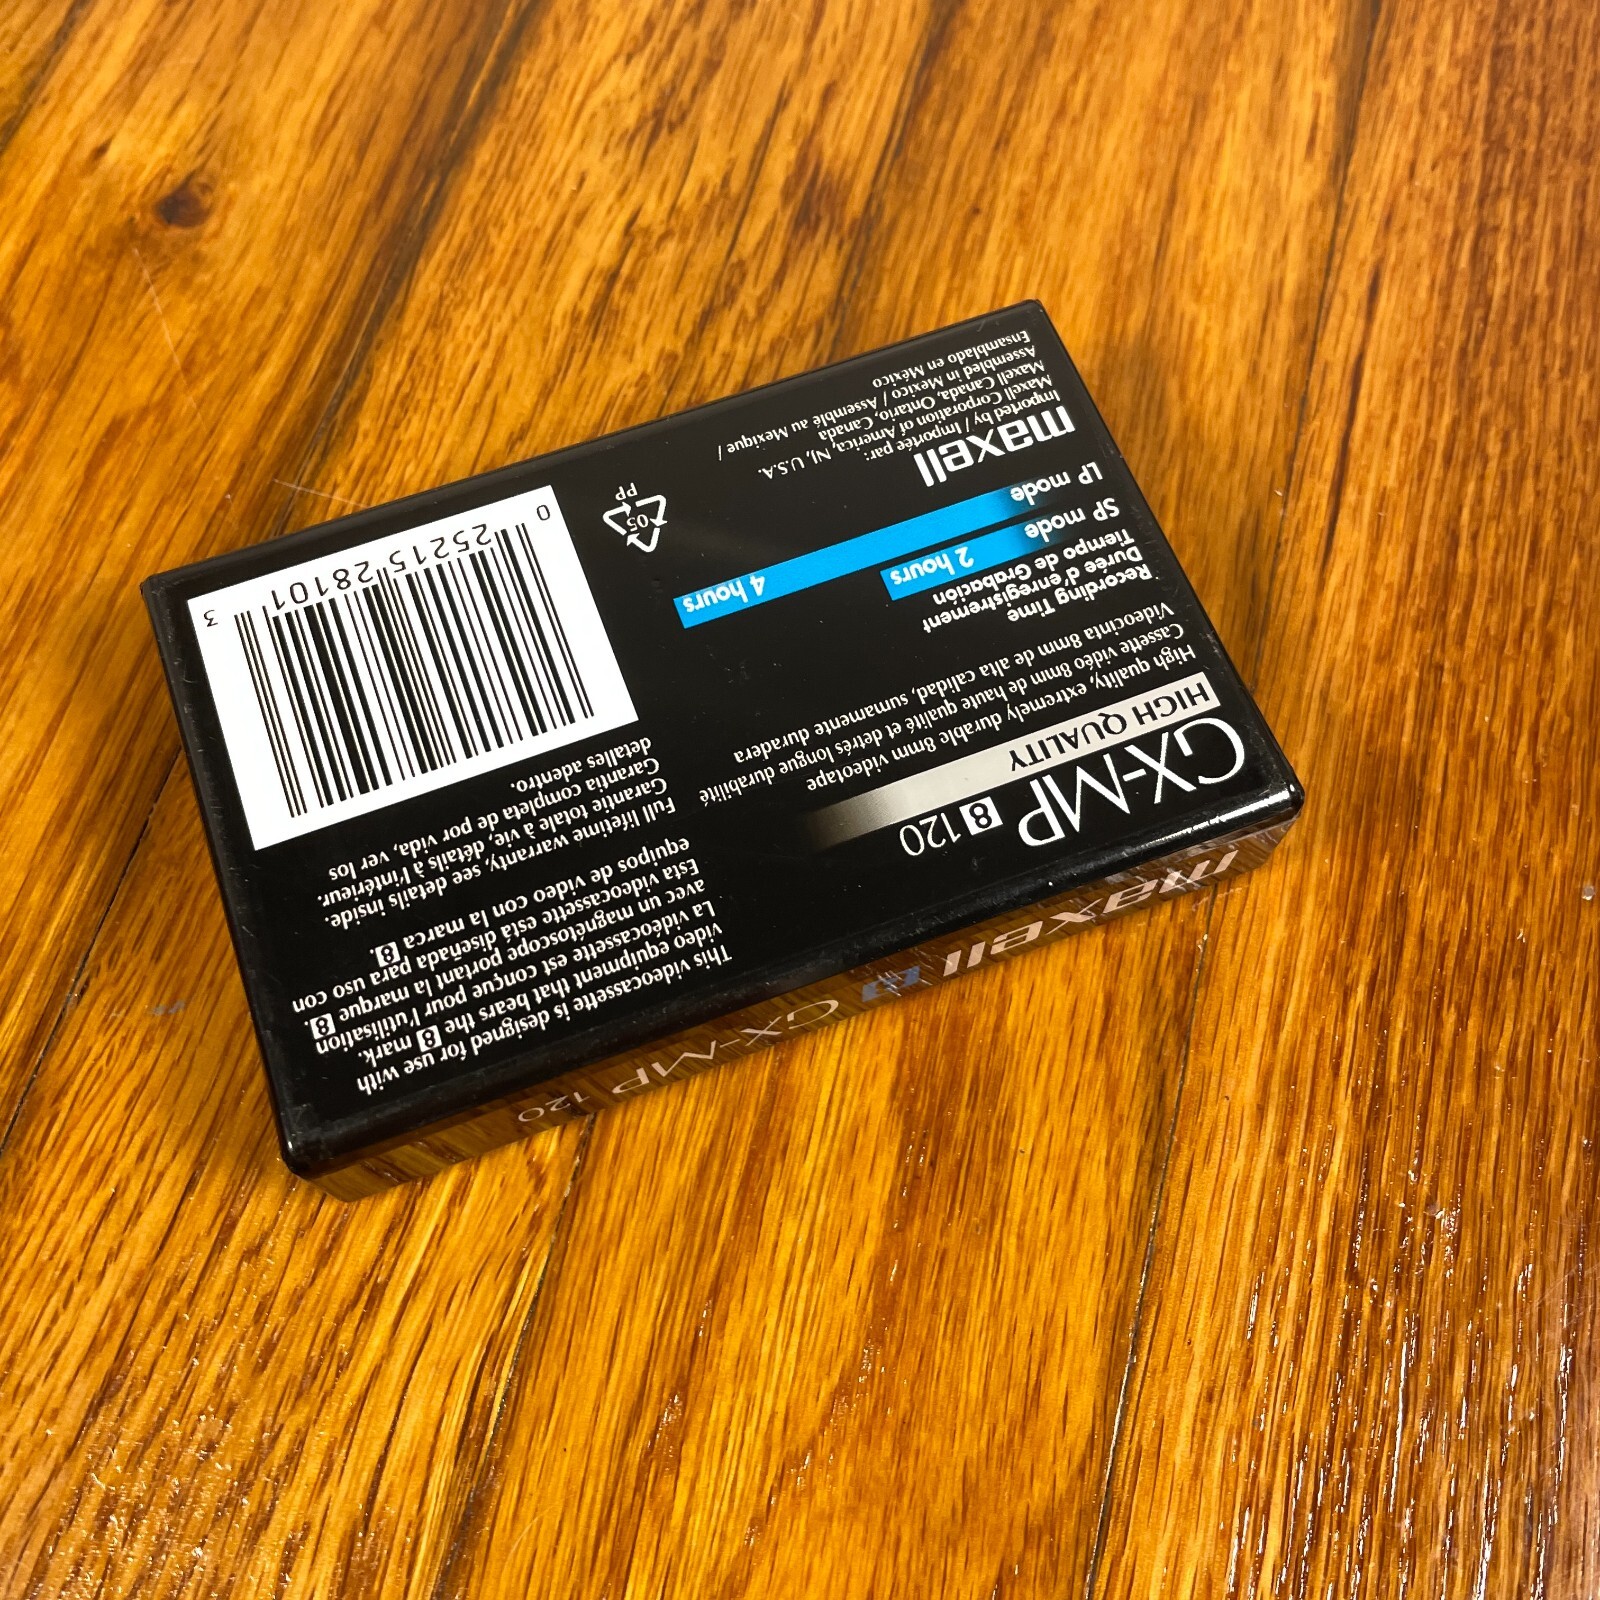 GX-MP 8 120
HIGH QUALITY
High quality, extremely durable 8mm videotape
Cassette vidéo 8mm de haute qualité et detrés longue durabilité
Videocinta 8mm de alta calidad, sumamente duradera
Recording Time
Durée d'enregistrement
Tiempo de Grabación
SP mode 2 hours
LP mode 4 hours
maxell
Imported by / Importée par:
Maxell Corporation of America, NJ, U.S.A.
Maxell Canada, Ontario, Canada
Assembled in Mexico / Assemblé au Mexique /
Ensamblado en México
This videocassette is designed for use with
video equipment that bears the 8 mark.
La vidéocassette est conçue pour l'utilisation
avec un magnétoscope portant la marque 8.
Esta videocassette está diseñada para uso con
equipos de video con la marca 8.
Full lifetime warranty, see details inside.
Garantie totale à vie, détails à l'intérieur.
Garantia completa de por vida, ver los
detalles adentro.
0 25215 28101 3
05
PP
maxell 8 GX-MP 120